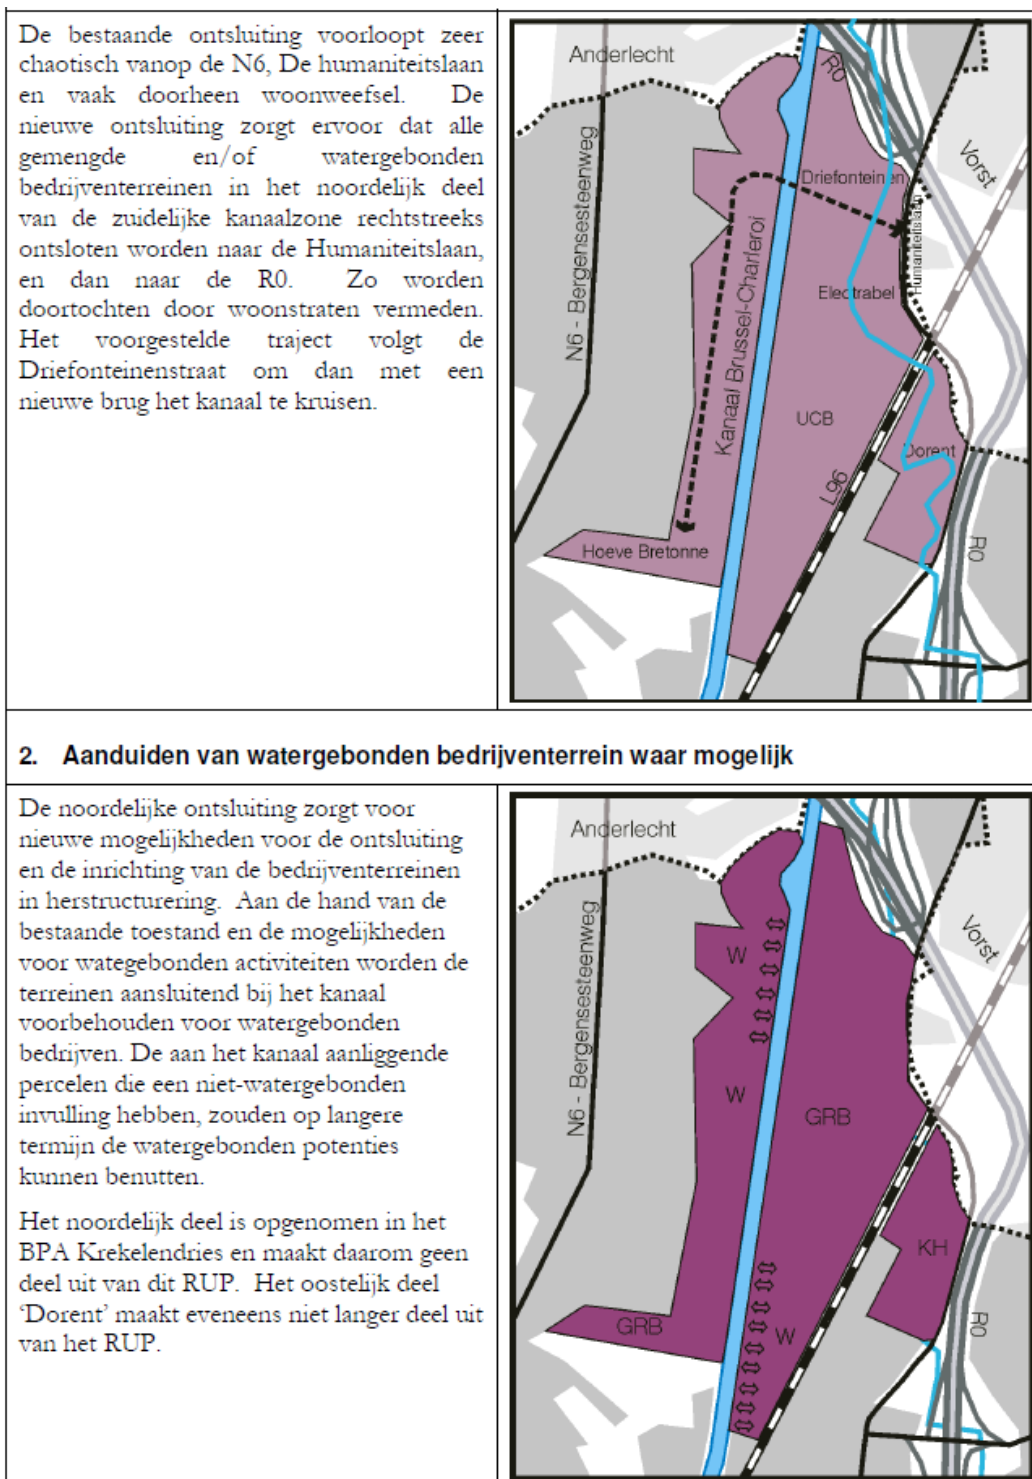 De bestaande ontsluiting voorloopt zeer
chaotisch vanop de N6, De humaniteitslaan
en vaak doorheen woonweefsel. De
nieuwe ontsluiting zorgt ervoor dat alle
gemengde en/of watergebonden
bedrijventerreinen in het noordelijk deel
van de zuidelijke kanaalzone rechtstreeks
ontsloten worden naar de Humaniteitslaan,
en dan naar de R0. Zo worden
doortochten door woonstraten vermeden.
Het voorgestelde traject volgt de
Driefonteinenstraat om dan met een
nieuwe brug het kanaal te kruisen.
Anderlecht
R0
Vorst
Driefonteinen
Humaniteitslaan
N6 - Bergensesteenweg
Kanaal Brussel-Charleroi
Electrabel
UCB
Dorent
L96
R0
Hoeve Bretonne
2. Aanduiden van watergebonden bedrijventerrein waar mogelijk
De noordelijke ontsluiting zorgt voor
nieuwe mogelijkheden voor de ontsluiting
en de inrichting van de bedrijventerreinen
in herstructurering. Aan de hand van de
bestaande toestand en de mogelijkheden
voor wategebonden activiteiten worden de
terreinen aansluitend bij het kanaal
voorbehouden voor watergebonden
bedrijven. De aan het kanaal aanliggende
percelen die een niet-watergebonden
invulling hebben, zouden op langere
termijn de watergebonden potenties
kunnen benutten.
Het noordelijk deel is opgenomen in het
BPA Krekelendries en maakt daarom geen
deel uit van dit RUP. Het oostelijk deel
‘Dorent’ maakt eveneens niet langer deel uit
van het RUP.
Anderlecht
Vorst
N6 - Bergensesteenweg
W
W
GRB
KH
R0
GRB
W